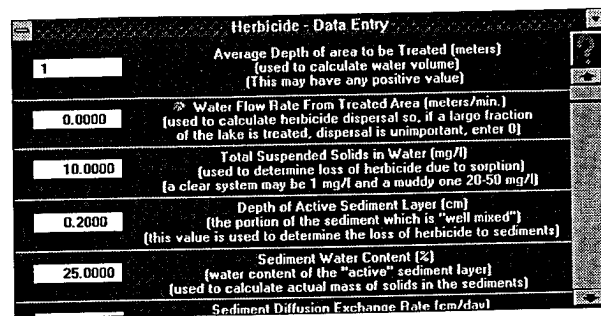 Herbicide - Data Entry
1
Average Depth of area to be Treated (meters)
(used to calculate water volume)
(This may have any positive value)
?
0.0000
Water Flow Rate From Treated Area (meters/min.)
(used to calculate herbicide dispersal so, if a large fraction
of the lake is treated, dispersal is unimportant, enter 0)
10.0000
Total Suspended Solids in Water (mg/l)
(used to determine loss of herbicide due to sorption)
(a clear system may be 1 mg/l and a muddy one 20-50 mg/l)
0.2000
Depth of Active Sediment Layer (cm)
(the portion of the sediment which is "well mixed")
(this value is used to determine the loss of herbicide to sediments)
25.0000
Sediment Water Content (%)
(water content of the "active" sediment layer)
(used to calculate actual mass of solids in the sediments)
Sediment Diffusion Exchange Rate (cm/day)